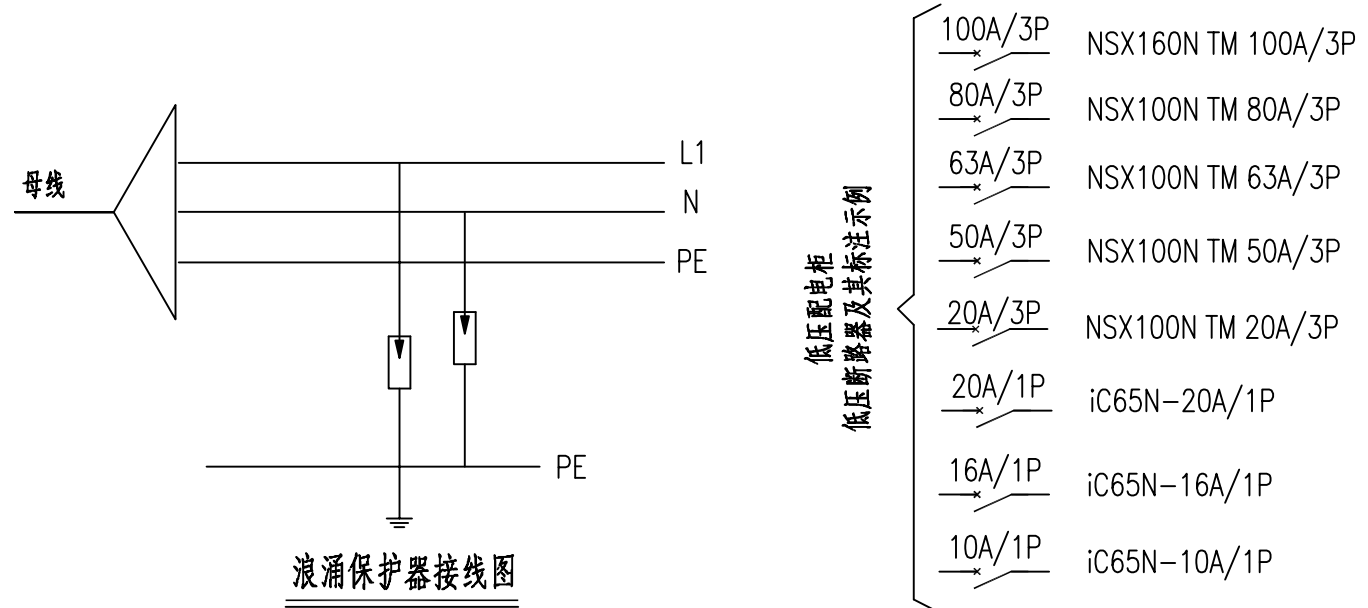 母线
L1
N
PE
PE
浪涌保护器接线图
低压配电柜
低压断路器及其标注示例
100A/3P NSX160N TM 100A/3P
80A/3P NSX100N TM 80A/3P
63A/3P NSX100N TM 63A/3P
50A/3P NSX100N TM 50A/3P
20A/3P NSX100N TM 20A/3P
20A/1P iC65N-20A/1P
16A/1P iC65N-16A/1P
10A/1P iC65N-10A/1P